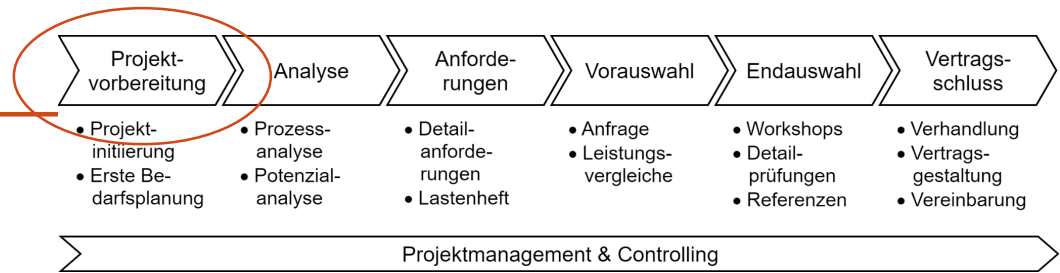 Projekt-
vorbereitung
Analyse
Anforde-
rungen
Vorauswahl
Endauswahl
Vertrags-
schluss
• Projekt-
initiierung
• Erste Be-
darfsplanung
• Prozess-
analyse
• Potenzial-
analyse
• Detail-
anforde-
rungen
• Lastenheft
• Anfrage
• Leistungs-
vergleiche
• Workshops
• Detail-
prüfungen
• Referenzen
• Verhandlung
• Vertrags-
gestaltung
• Vereinbarung
Projektmanagement & Controlling